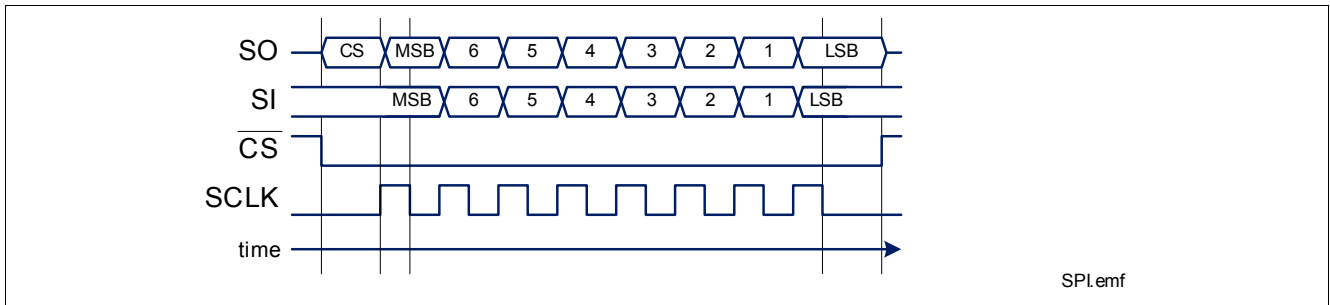 SO CS MSB 6 5 4 3 2 1 LSB
SI MSB 6 5 4 3 2 1 LSB
CS
SCLK
time
SPI.emf